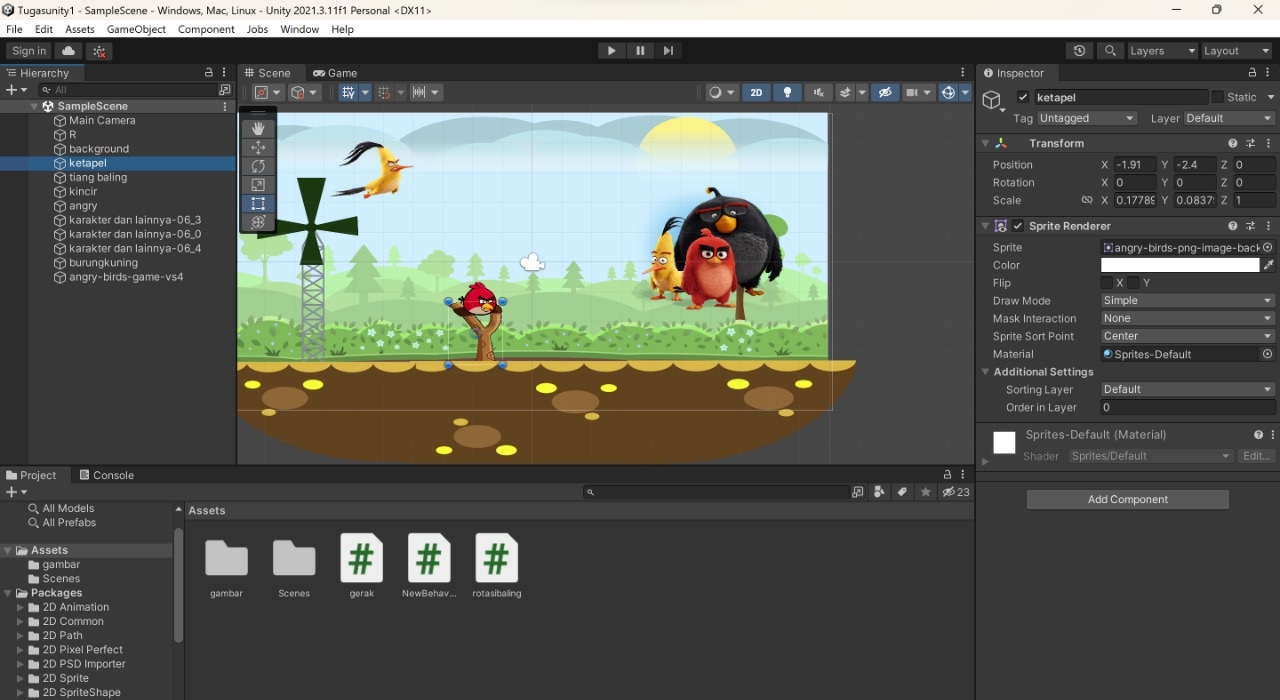 Tugasunity1 - SampleScene - Windows, Mac, Linux - Unity 2021.3.11f1 Personal <DX11>
File Edit Assets GameObject Component Jobs Window Help
Sign in Layers Layout
Hierarchy
All
SampleScene
Main Camera
R
background
ketapel
tiang baling
kincir
angry
karakter dan lainnya-06_3
karakter dan lainnya-06_0
karakter dan lainnya-06_4
burungkuning
angry-birds-game-vs4
Scene Game
2D
Inspector
ketapel Static
Tag Untagged Layer Default
Transform
Position X -1.91 Y -2.4 Z 0
Rotation X 0 Y 0 Z 0
Scale X 0.17789 Y 0.0837 Z 1
Sprite Renderer
Sprite angry-birds-png-image-back
Color
Flip X Y
Draw Mode Simple
Mask Interaction None
Sprite Sort Point Center
Material Sprites-Default
Additional Settings
Sorting Layer Default
Order in Layer 0
Sprites-Default (Material)
Shader Sprites/Default Edit...
Add Component
Project Console
23
All Models
All Prefabs
Assets
gambar
Scenes
Packages
2D Animation
2D Common
2D Path
2D Pixel Perfect
2D PSD Importer
2D Sprite
2D SpriteShape
Assets
gambar Scenes gerak NewBehav... rotasibaling